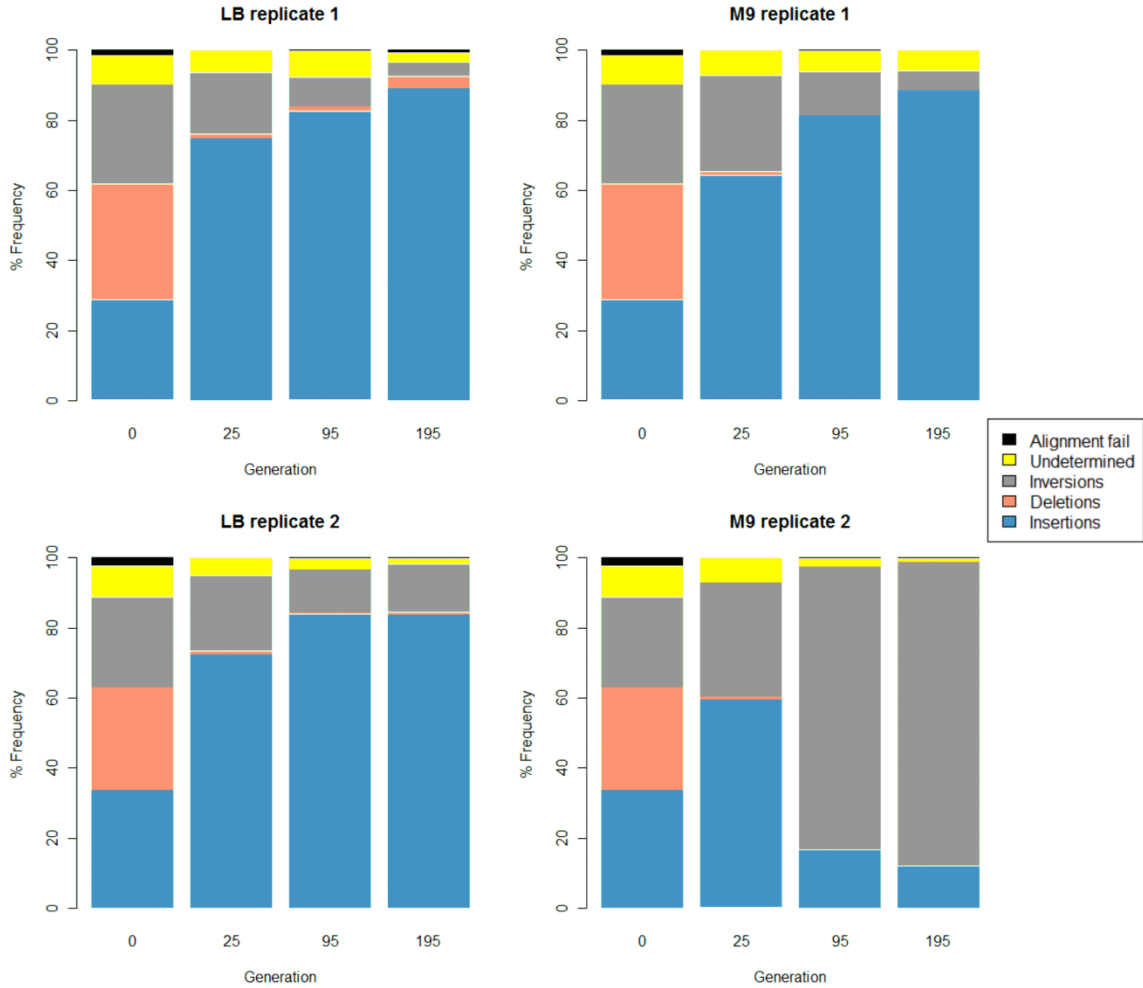 LB replicate 1
% Frequency
100
80
60
40
20
0
0 25 95 195
Generation
M9 replicate 1
% Frequency
100
80
60
40
20
0
0 25 95 195
Generation
Alignment fail
Undetermined
Inversions
Deletions
Insertions
LB replicate 2
% Frequency
100
80
60
40
20
0
0 25 95 195
Generation
M9 replicate 2
% Frequency
100
80
60
40
20
0
0 25 95 195
Generation